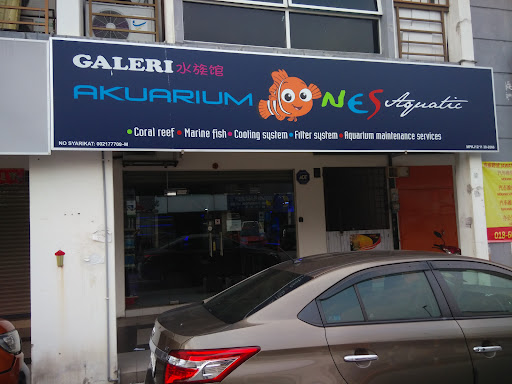 GALERI 水族馆
AKUARIUM NES Aquatic
• Coral reef • Marine fish • Cooling system • Filter system • Aquarium maintenance services
NO SYARIKAT: 002177708-M